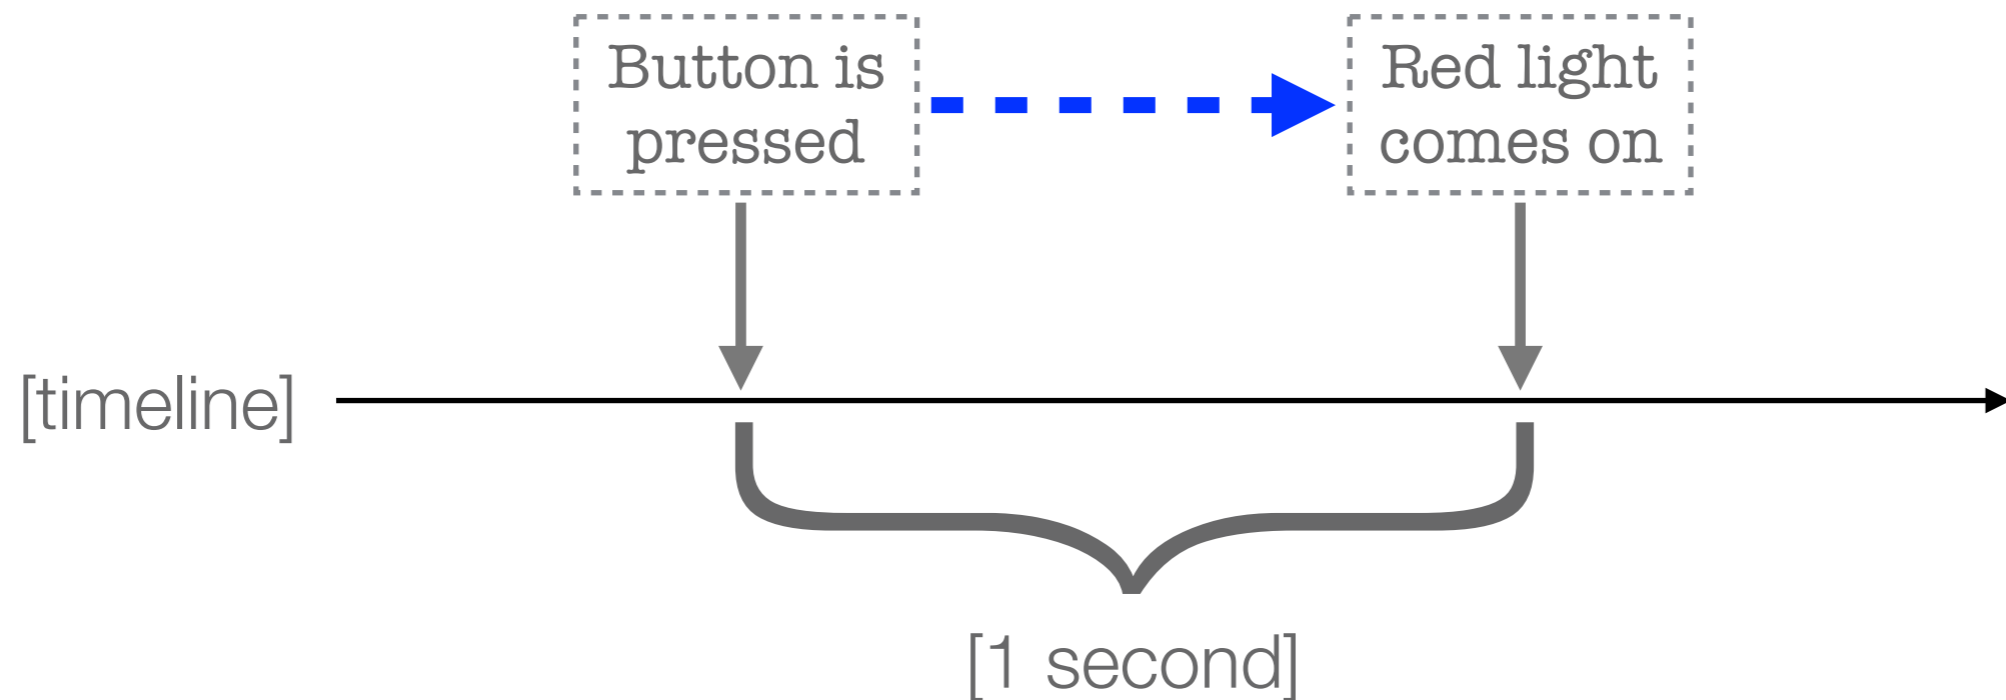 Button is
pressed
Red light
comes on
[timeline]
[1 second]